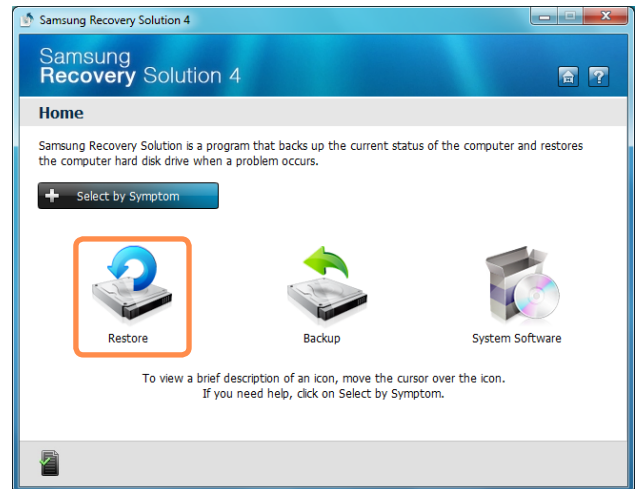 Samsung Recovery Solution 4
Samsung
Recovery Solution 4
?
Home
Samsung Recovery Solution is a program that backs up the current status of the computer and restores
the computer hard disk drive when a problem occurs.
Select by Symptom
Restore
Backup
System Software
To view a brief description of an icon, move the cursor over the icon.
If you need help, click on Select by Symptom.